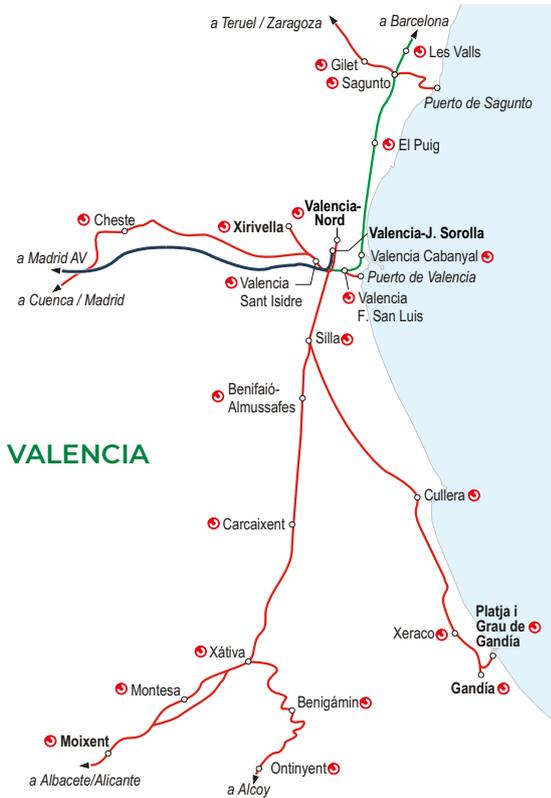 a Teruel / Zaragoza
a Barcelona
Les Valls
Gilet
Sagunto
Puerto de Sagunto
El Puig
Cheste
Xirivella
Valencia-
Nord
Valencia-J. Sorolla
a Madrid AV
Valencia Cabanyal
a Cuenca / Madrid
Valencia
Sant Isidre
Puerto de Valencia
Valencia
F. San Luis
Silla
Benifaió-
Almussafes
VALENCIA
Cullera
Carcaixent
Platja i
Grau de
Gandía
Xeraco
Xátiva
Gandía
Montesa
Benigámin
Moixent
Ontinyent
a Albacete/Alicante
a Alcoy